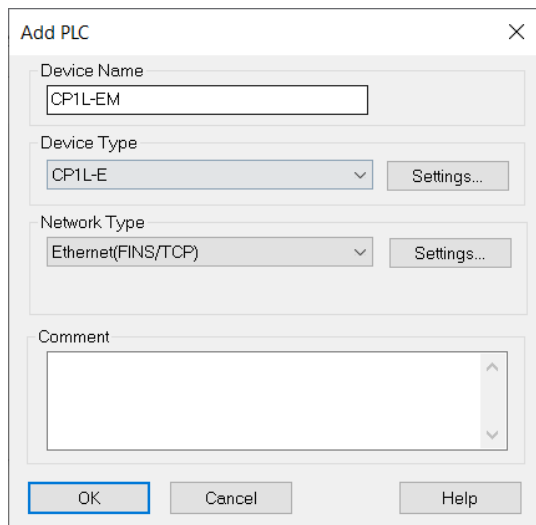 Add PLC
Device Name
CP1L-EM
Device Type
CP1L-E
Settings...
Network Type
Ethernet(FINS/TCP)
Settings...
Comment
OK
Cancel
Help